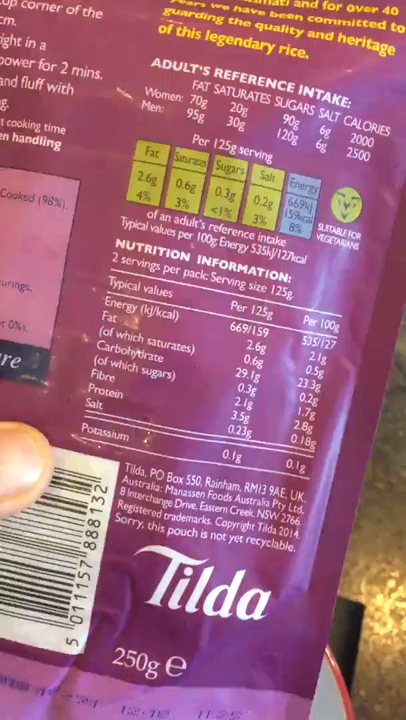 up corner of the
cm.
ight in a
power for 2 mins.
and fluff with
g.
t cooking time
en handling
Cooked (98%),
t 0%).
re
and for over 40
years we have been committed to
guarding the quality and heritage
of this legendary rice.
ADULT'S REFERENCE INTAKE:
FAT SATURATES SUGARS SALT CALORIES
Women: 70g 20g 90g 6g 2000
Men: 95g 30g 120g 6g 2500
Per 125g serving
Fat Saturates Sugars Salt Energy
2.6g 0.6g 0.3g 0.2g 669kJ 159kcal
4% 3% <1% 3% 8%
SUITABLE FOR
VEGETARIANS
of an adult's reference intake
Typical values per 100g: Energy 535kJ/127kcal
NUTRITION INFORMATION:
2 servings per pack: Serving size 125g.
Typical values Per 125g Per 100g
Energy (kJ/kcal) 669/159 535/127
Fat 2.6g 2.1g
(of which saturates) 0.6g 0.5g
Carbohydrate 29.1g 23.3g
(of which sugars) 0.3g 0.2g
Fibre 2.1g 1.7g
Protein 3.5g 2.8g
Salt 0.23g 0.18g
Potassium 0.1g 0.1g
Tilda, PO Box 550, Rainham, RM13 9AE, UK.
Australia: Manassen Foods Australia Pty Ltd,
8 Interchange Drive, Eastern Creek, NSW 2766.
Registered trademarks. Copyright Tilda 2014.
Sorry, this pouch is not yet recyclable.
5 011157 888132
Tilda
250g e